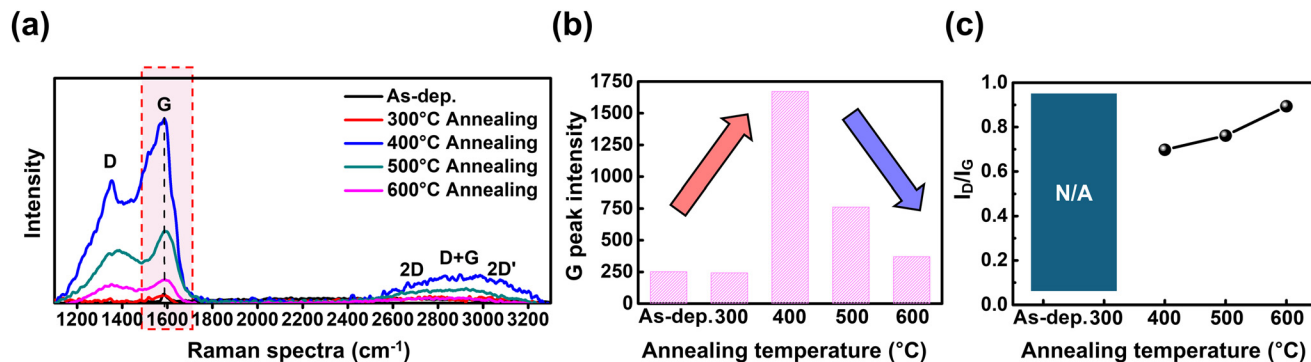 (a)
Intensity
D
G
As-dep.
300°C Annealing
400°C Annealing
500°C Annealing
600°C Annealing
2D
D+G
2D'
1200 1400 1600 1800 2000 2200 2400 2600 2800 3000 3200
Raman spectra (cm⁻¹)
(b)
G peak intensity
1750
1500
1250
1000
750
500
250
0
As-dep. 300 400 500 600
Annealing temperature (°C)
(c)
I_D/I_G
1.0
0.8
0.6
0.4
0.2
0.0
N/A
As-dep. 300 400 500 600
Annealing temperature (°C)